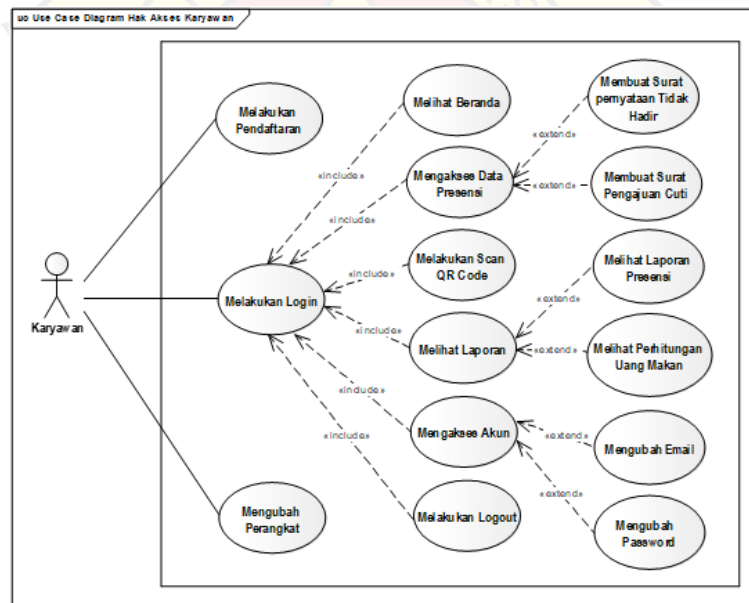 uc Use Case Diagram Hak Akses Karyawan
Melakukan
Pendaftaran
Melihat Beranda
Membuat Surat
pernyataan Tidak
Hadir
«extend»
«include»
Mengakses Data
Presensi
«extend»
Membuat Surat
Pengajuan Cuti
«include»
Karyawan
Melakukan Login
«include»
Melakukan Scan
QR Code
Melihat Laporan
Presensi
«extend»
«include»
Melihat Laporan
«extend»
Melihat Perhitungan
Uang Makan
«include»
Mengakses Akun
«extend»
Mengubah Email
«include»
«extend»
Mengubah
Perangkat
Melakukan Logout
Mengubah
Password